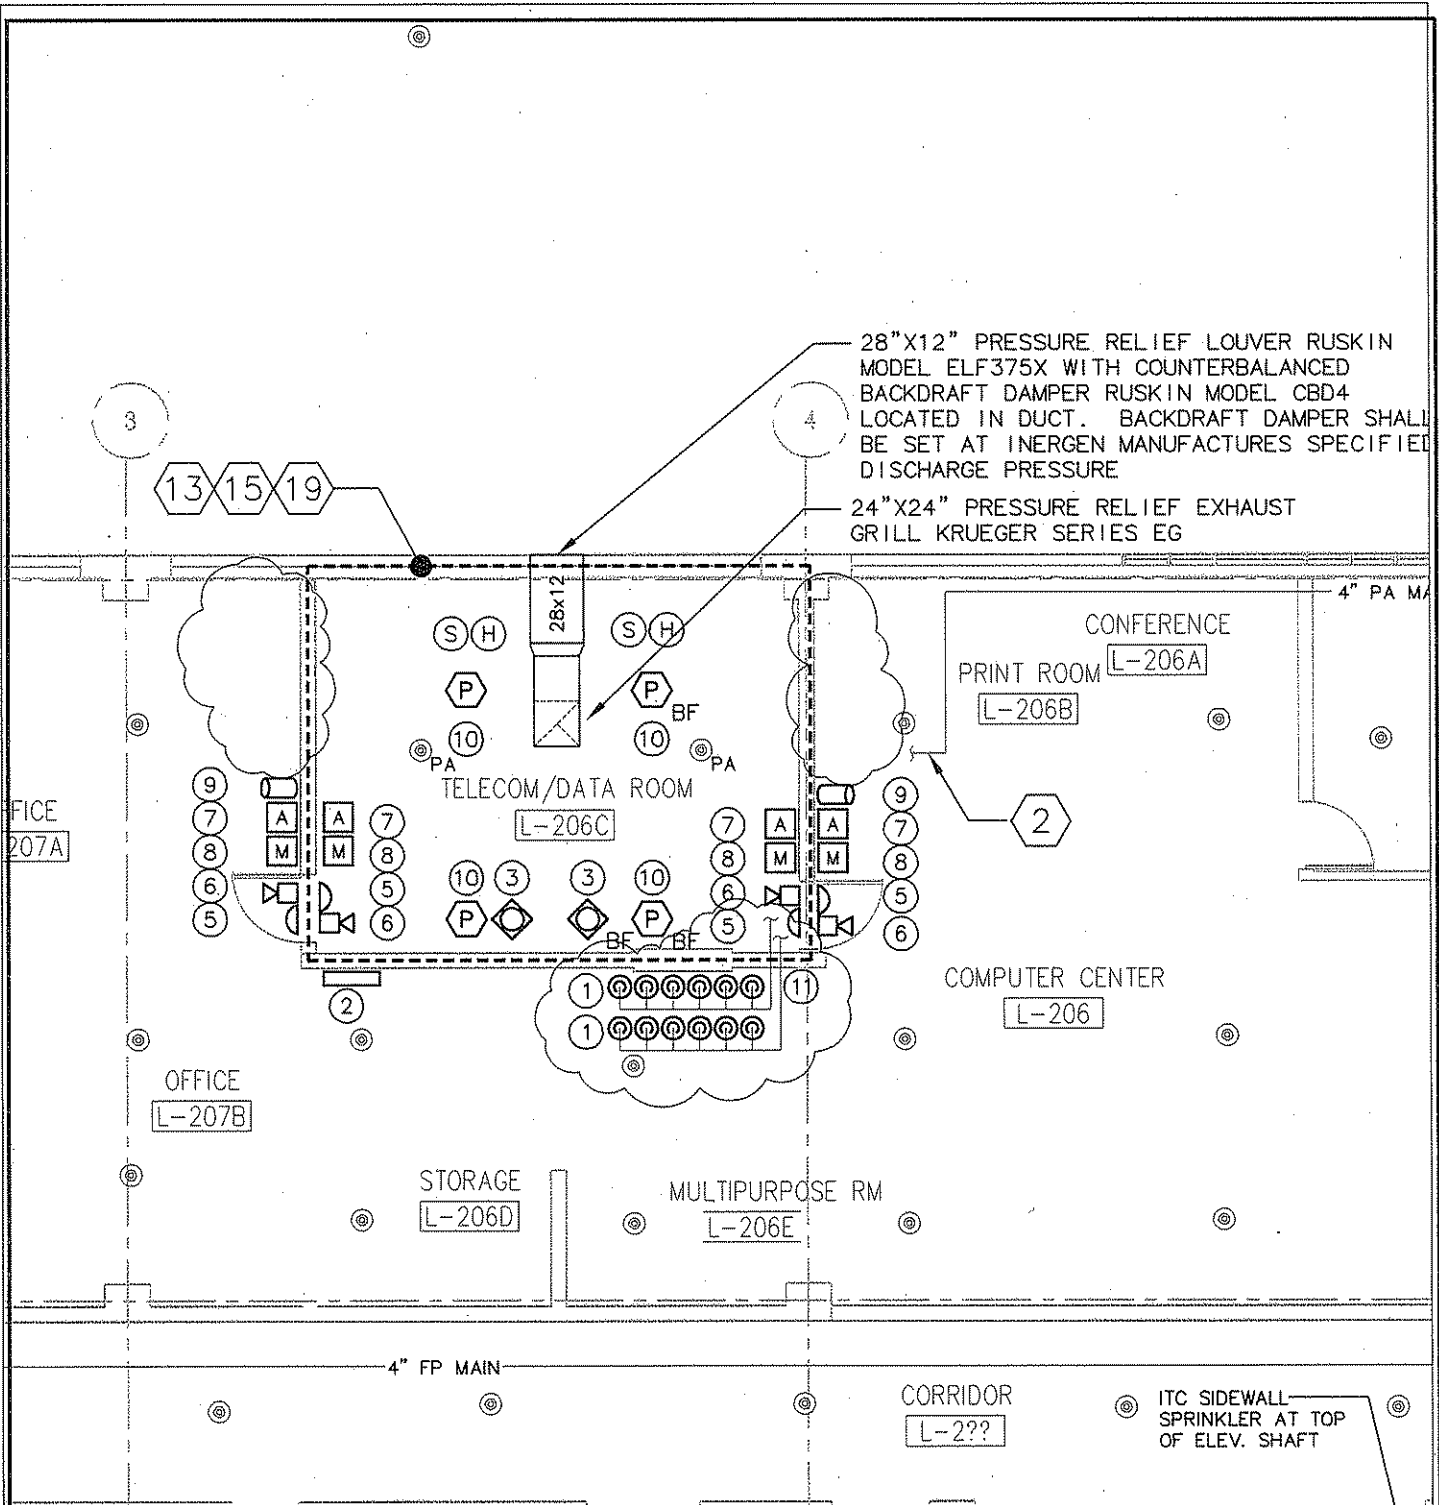 28"X12" PRESSURE RELIEF LOUVER RUSKIN
MODEL ELF375X WITH COUNTERBALANCED
BACKDRAFT DAMPER RUSKIN MODEL CBD4
LOCATED IN DUCT. BACKDRAFT DAMPER SHALL
BE SET AT INERGEN MANUFACTURES SPECIFIED
DISCHARGE PRESSURE
3
4
13 15 19
24"X24" PRESSURE RELIEF EXHAUST
GRILL KRUEGER SERIES EG
28x12
4" PA MA
S H
S H
CONFERENCE
L-206A
PRINT ROOM
L-206B
P
P
BF
10
10
PA
PA
TELECOM/DATA ROOM
L-206C
9
7
8
6
5
A
M
A
M
7
8
5
6
7
8
6
5
A
M
A
M
9
7
8
5
6
2
FICE
207A
10 3 3 10
P
P
BF
BF
2
1
11
1
COMPUTER CENTER
L-206
OFFICE
L-207B
STORAGE
L-206D
MULTIPURPOSE RM
L-206E
4" FP MAIN
CORRIDOR
L-2??
ITC SIDEWALL
SPRINKLER AT TOP
OF ELEV. SHAFT